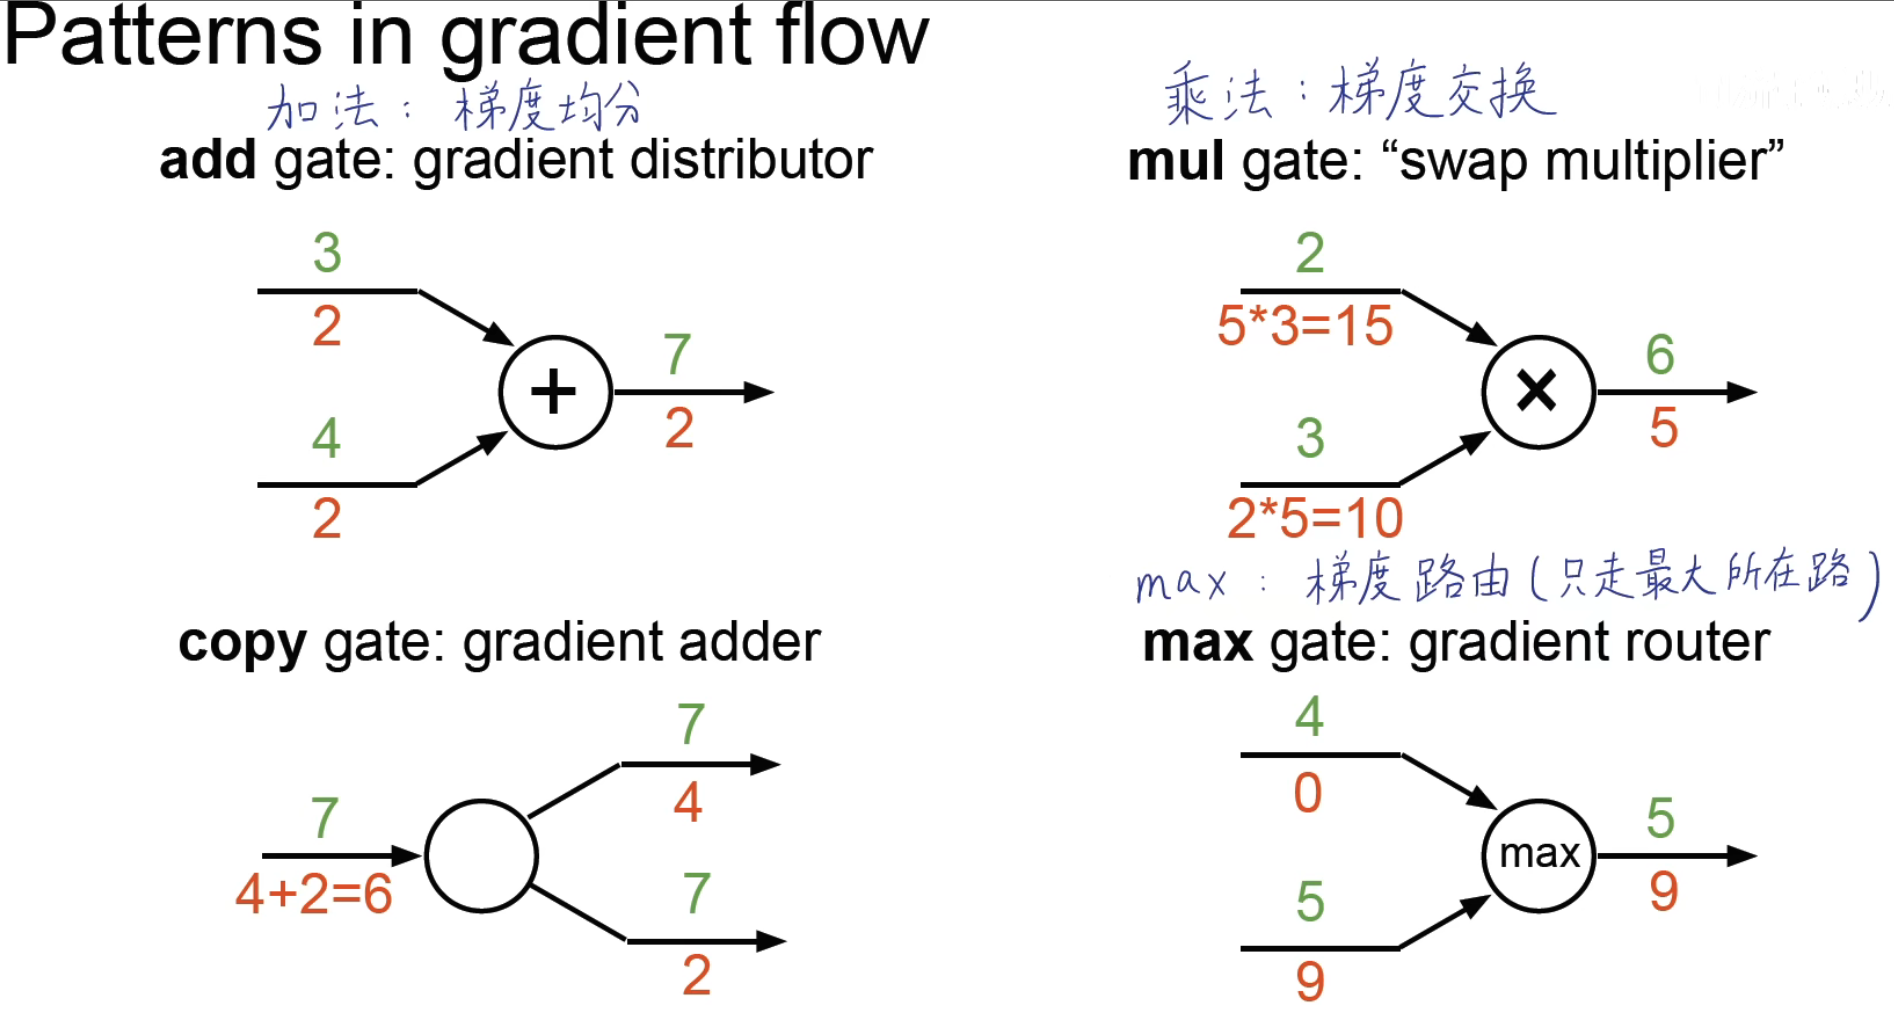 Patterns in gradient flow
加法：梯度均分
add gate: gradient distributor
3
2
4
2
+
7
2
乘法：梯度交换
mul gate: “swap multiplier”
2
5*3=15
3
2*5=10
×
6
5
copy gate: gradient adder
7
4+2=6
7
4
7
2
max：梯度路由(只走最大所在路)
max gate: gradient router
4
0
5
9
max
5
9